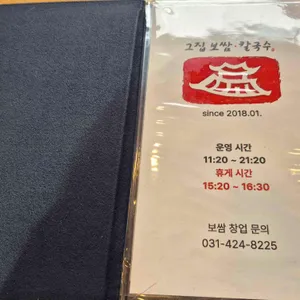 그집 보쌈·칼국수
since 2018.01.
운영 시간
11:20 ~ 21:20
휴게 시간
15:20 ~ 16:30
보쌈 창업 문의
031-424-8225